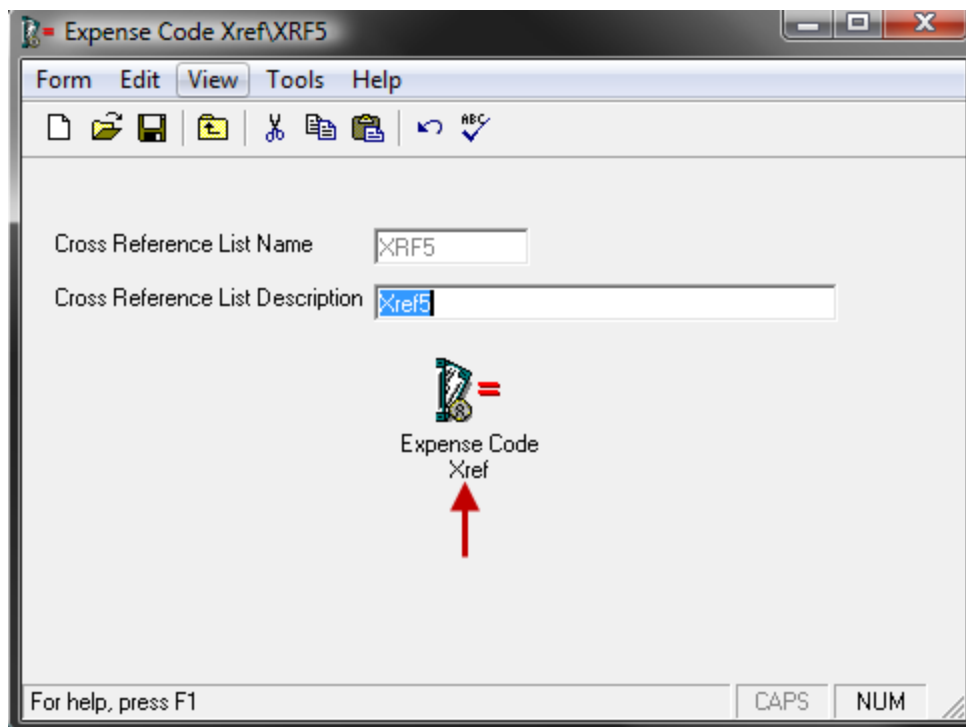 Expense Code Xref\XRF5
Form Edit View Tools Help
ABC
Cross Reference List Name XRF5
Cross Reference List Description Xref5
Expense Code
Xref
For help, press F1 CAPS NUM